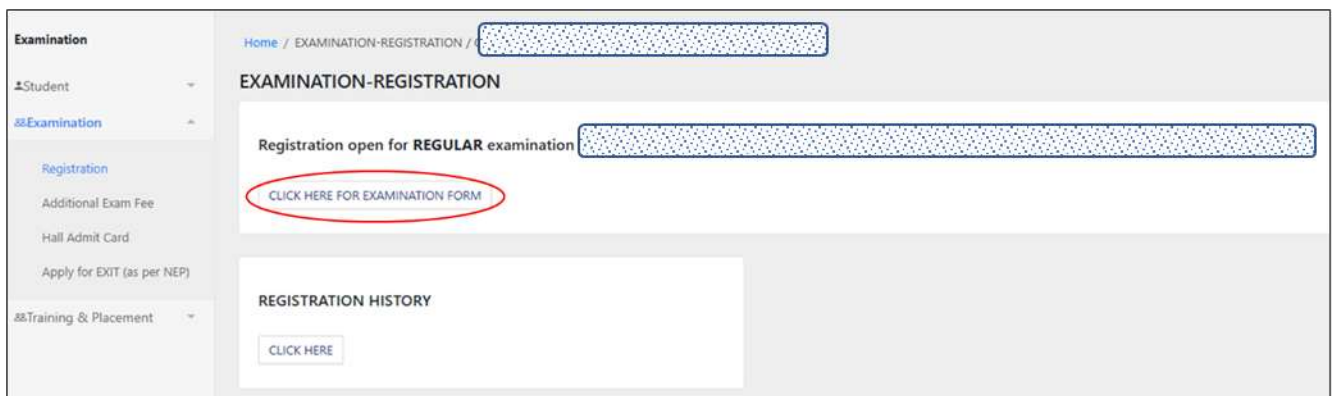 Examination
Student
Examination
Registration
Additional Exam Fee
Hall Admit Card
Apply for EXIT (as per NEP)
Training & Placement
Home / EXAMINATION-REGISTRATION /
EXAMINATION-REGISTRATION
Registration open for REGULAR examination
CLICK HERE FOR EXAMINATION FORM
REGISTRATION HISTORY
CLICK HERE